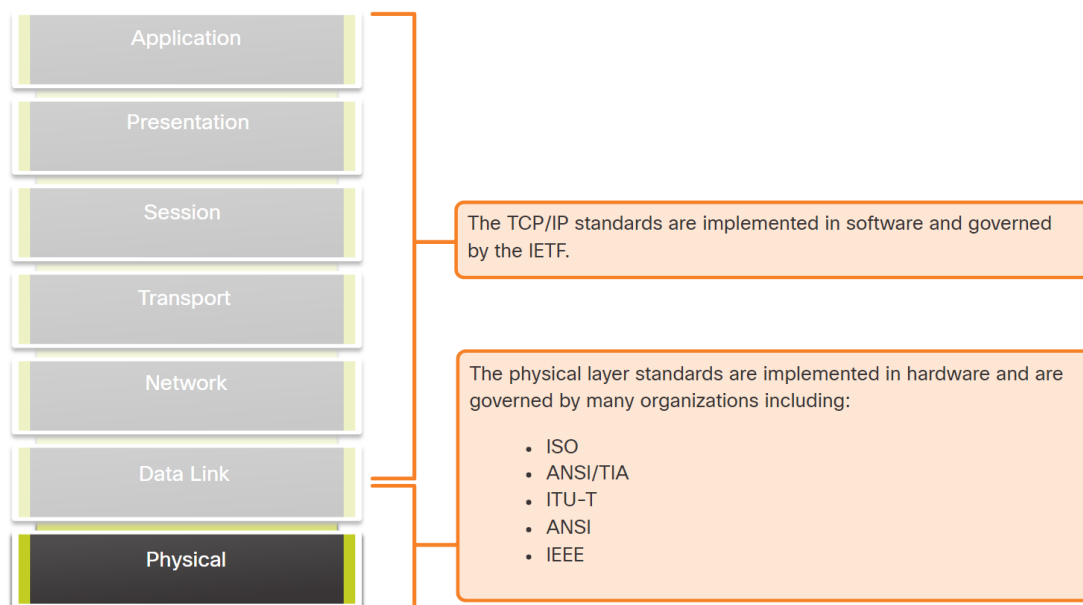 Application
Presentation
Session
Transport
Network
Data Link
Physical
The TCP/IP standards are implemented in software and governed
by the IETF.
The physical layer standards are implemented in hardware and are
governed by many organizations including:
• ISO
• ANSI/TIA
• ITU-T
• ANSI
• IEEE